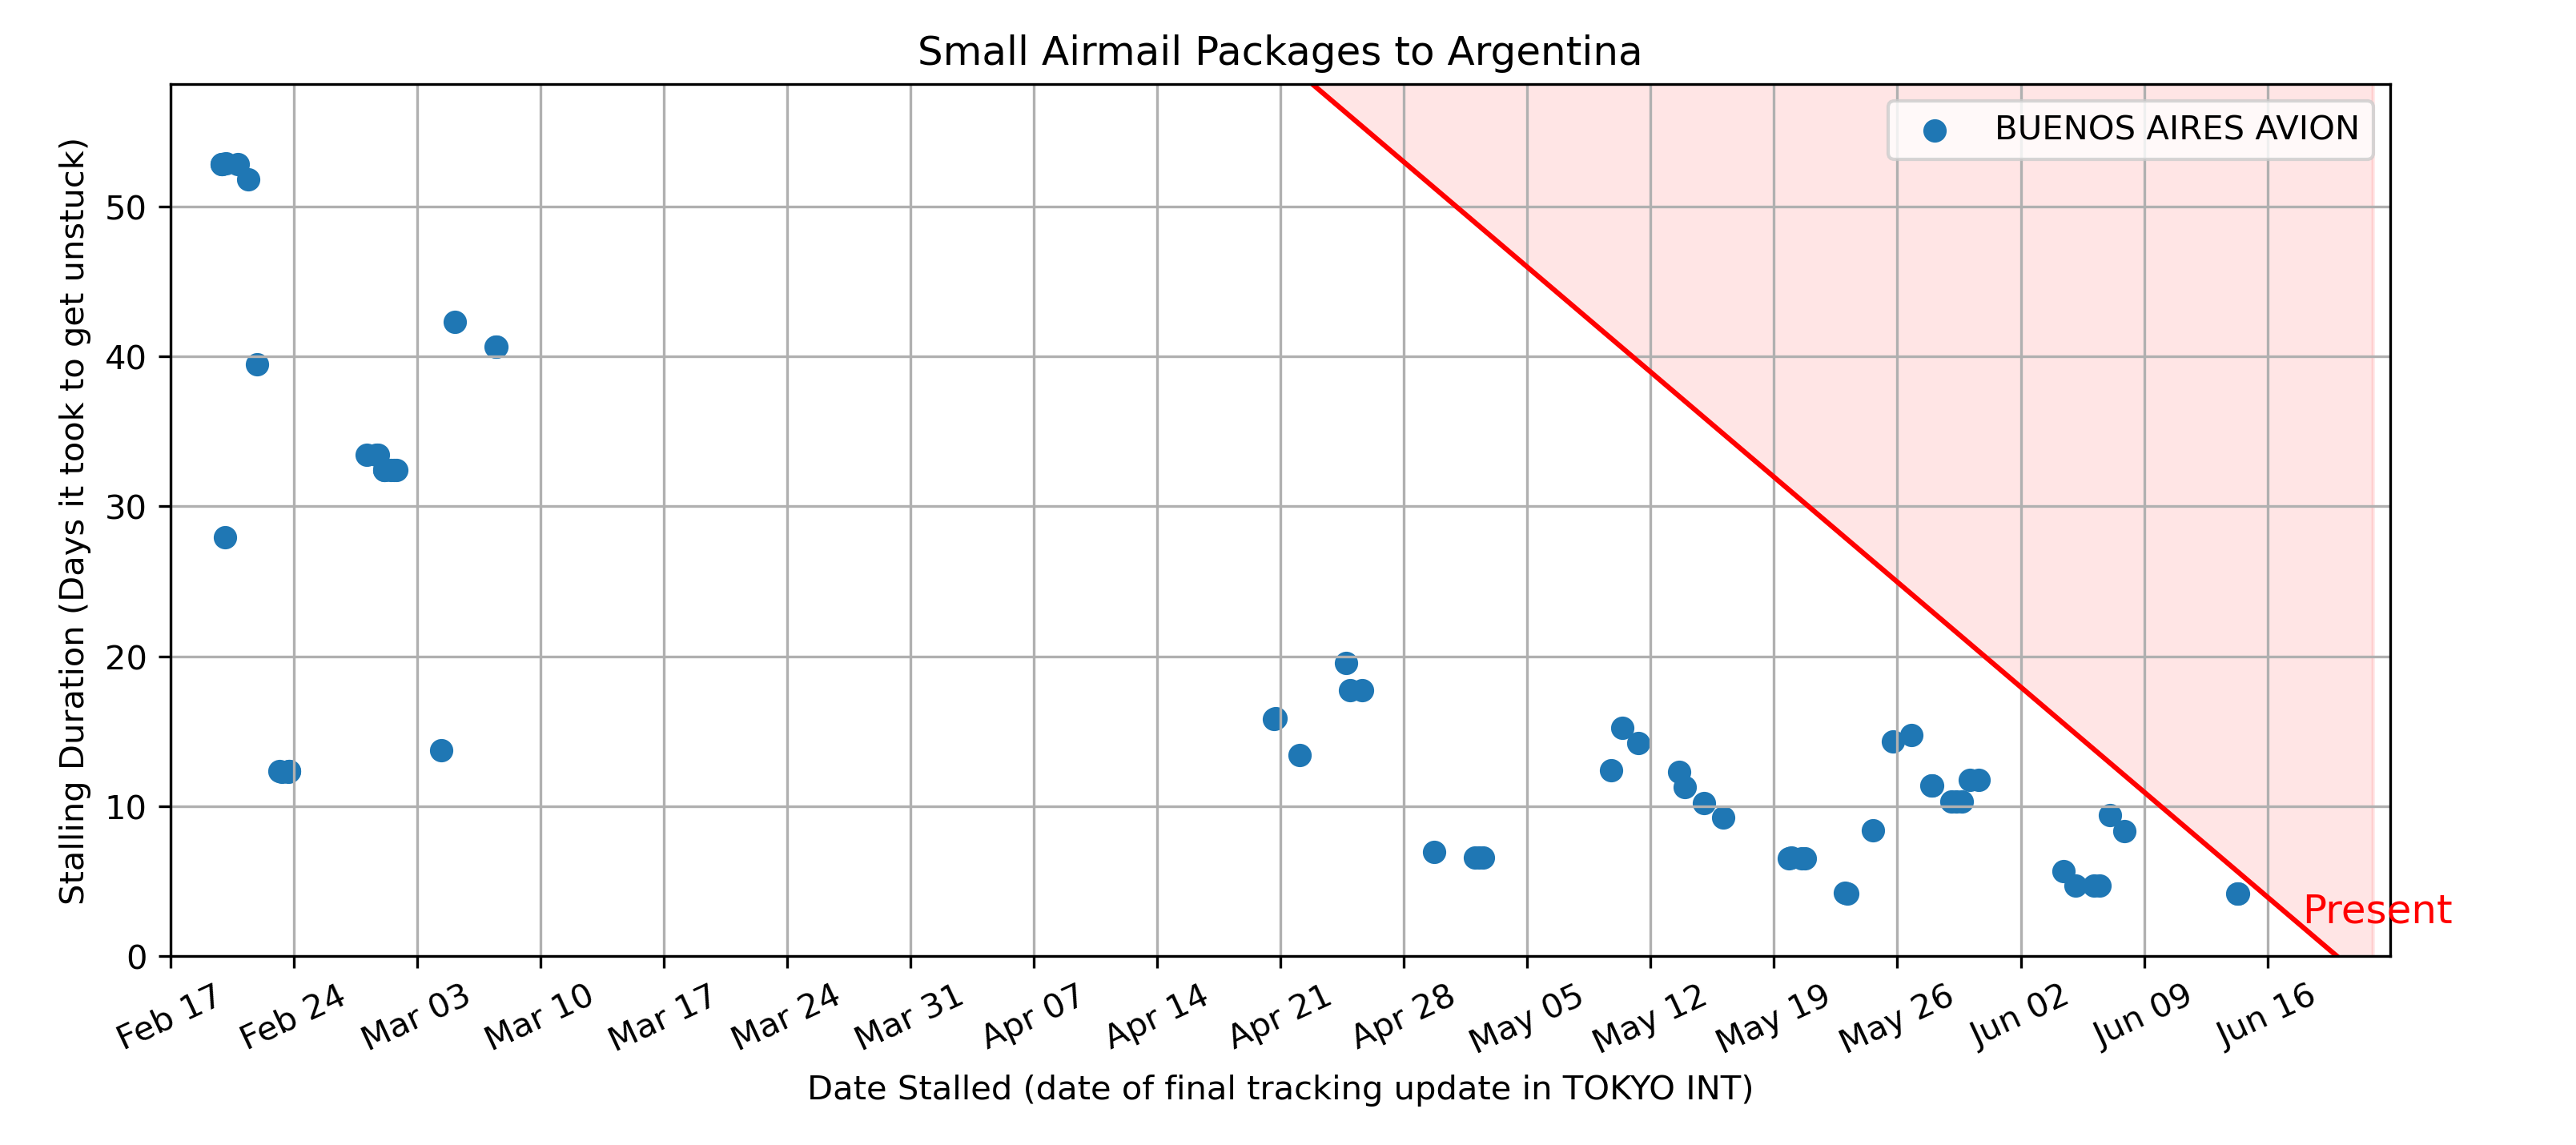 Small Airmail Packages to Argentina
BUENOS AIRES AVION
Stalling Duration (Days it took to get unstuck)
50
40
30
20
10
0
Present
Feb 17
Feb 24
Mar 03
Mar 10
Mar 17
Mar 24
Mar 31
Apr 07
Apr 14
Apr 21
Apr 28
May 05
May 12
May 19
May 26
Jun 02
Jun 09
Jun 16
Date Stalled (date of final tracking update in TOKYO INT)